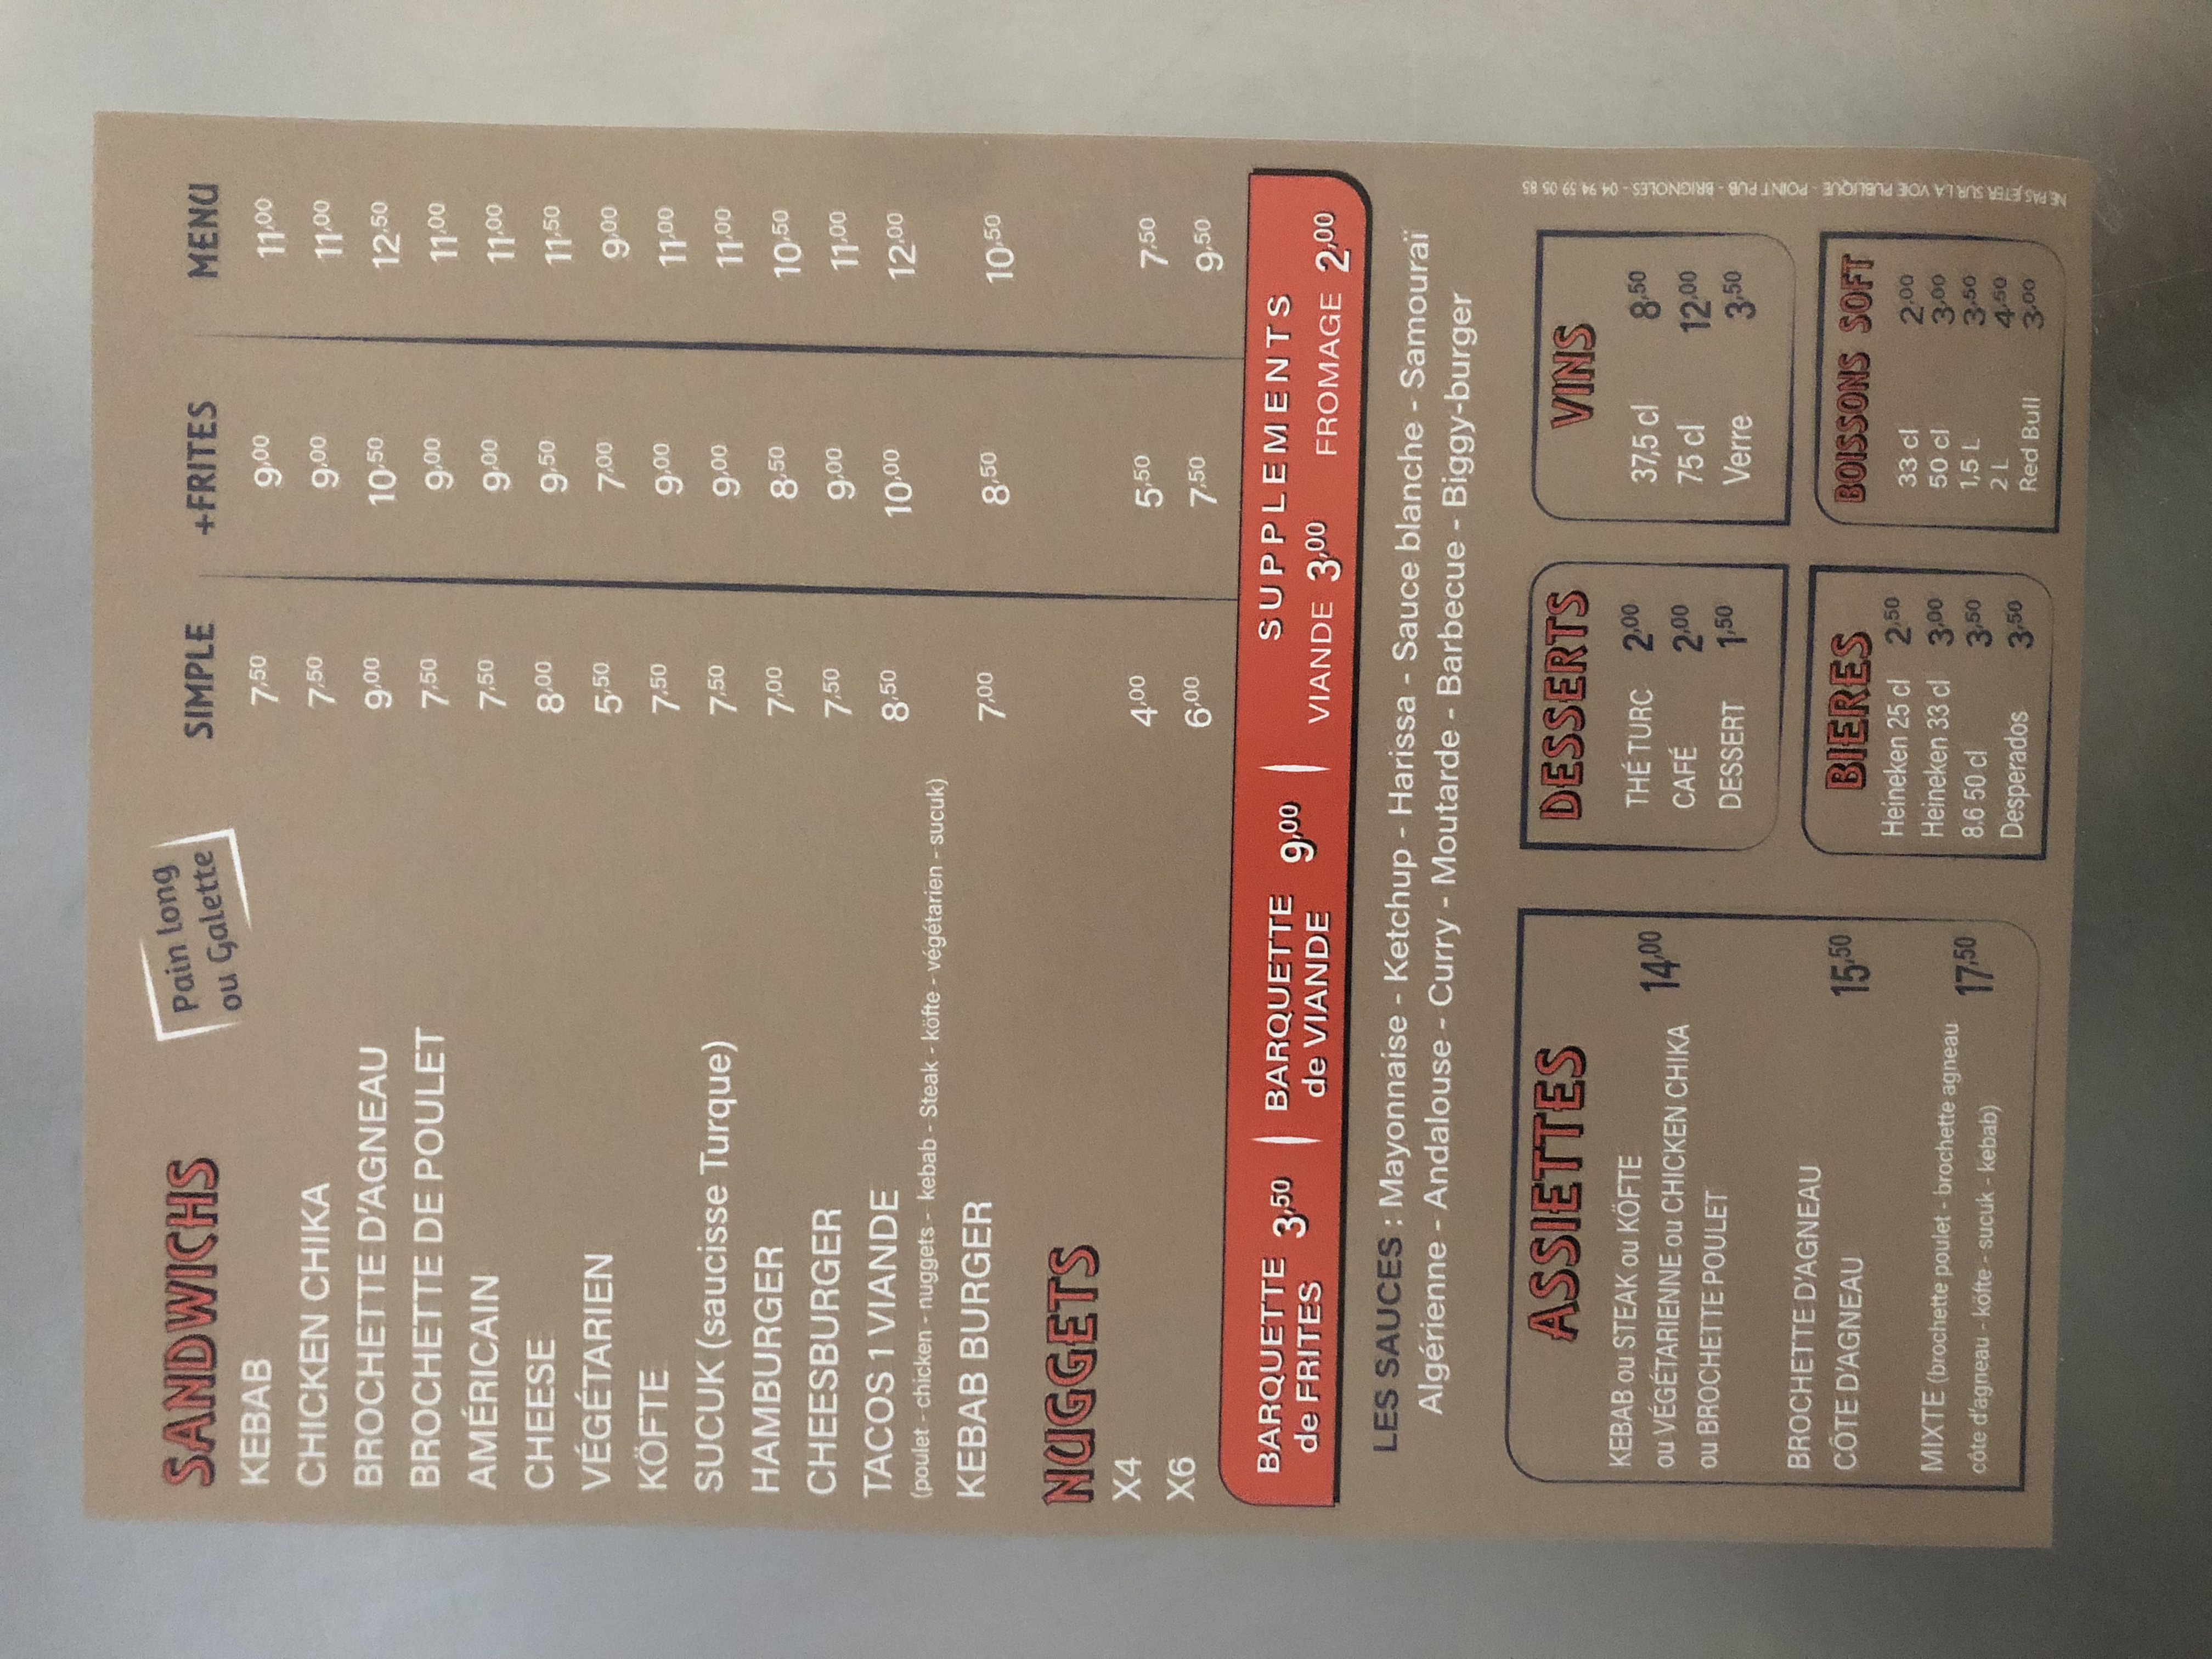 SANDWICHS
Pain long
ou Galette
SIMPLE +FRITES MENU
KEBAB 7,50 9,00 11,00
CHICKEN CHIKA 7,50 9,00 11,00
BROCHETTE D'AGNEAU 9,00 10,50 12,50
BROCHETTE DE POULET 7,50 9,00 11,00
AMÉRICAIN 7,50 9,00 11,00
CHEESE 8,00 9,50 11,50
VÉGÉTARIEN 5,50 7,00 9,00
KÖFTE 7,50 9,00 11,00
SUCUK (saucisse Turque) 7,50 9,00 11,00
HAMBURGER 7,00 8,50 10,50
CHEESBURGER 7,50 9,00 11,00
TACOS 1 VIANDE 8,50 10,00 12,00
(poulet - chicken - nuggets - kebab - Steak - köfte - végétarien - sucuk)
KEBAB BURGER 7,00 8,50 10,50
NUGGETS
X4 4,00 5,50 7,50
X6 6,00 7,50 9,50
BARQUETTE
de FRITES 3,50
BARQUETTE
de VIANDE 9,00
SUPPLEMENTS
VIANDE 3,00 FROMAGE 2,00
LES SAUCES : Mayonnaise - Ketchup - Harissa - Sauce blanche - Samouraï
Algérienne - Andalouse - Curry - Moutarde - Barbecue - Biggy-burger
ASSIETTES
KEBAB ou STEAK ou KÖFTE
ou VÉGÉTARIENNE ou CHICKEN CHIKA 14,00
ou BROCHETTE POULET
BROCHETTE D'AGNEAU
CÔTE D'AGNEAU 15,50
MIXTE (brochette poulet - brochette agneau
côte d'agneau - köfte - sucuk - kebab) 17,50
DESSERTS
THÉ TURC 2,00
CAFÉ 2,00
DESSERT 1,50
VINS
37,5 cl 8,50
75 cl 12,00
Verre 3,50
BIERES
Heineken 25 cl 2,50
Heineken 33 cl 3,00
8.6 50 cl 3,50
Desperados 3,50
BOISSONS SOFT
33 cl 2,00
50 cl 3,00
1,5 L 3,50
2 L 4,50
Red Bull 3,00
NE PAS JETER SUR LA VOIE PUBLIQUE - POINT PUB - BRIGNOLES - 04 94 59 05 85